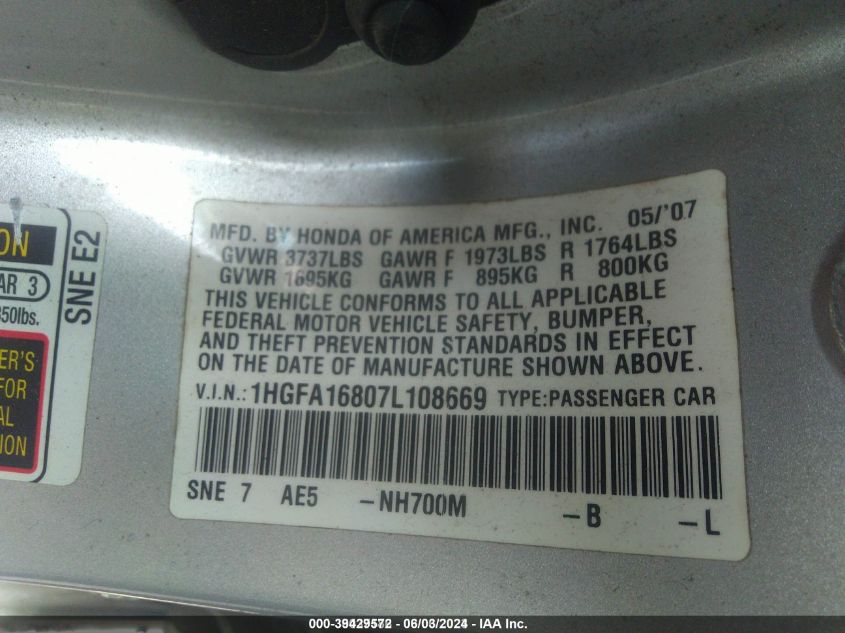 ON
AR 3
350lbs.
SNE E2
ER'S
FOR
AL
ION
MFD. BY HONDA OF AMERICA MFG., INC. 05/'07
GVWR 3737LBS GAWR F 1973LBS R 1764LBS
GVWR 1695KG GAWR F 895KG R 800KG
THIS VEHICLE CONFORMS TO ALL APPLICABLE
FEDERAL MOTOR VEHICLE SAFETY, BUMPER,
AND THEFT PREVENTION STANDARDS IN EFFECT
ON THE DATE OF MANUFACTURE SHOWN ABOVE.
V.I.N.: 1HGFA16807L108669 TYPE:PASSENGER CAR
SNE 7 AE5 -NH700M -B -L
000-39429572 - 06/03/2024 - IAA Inc.